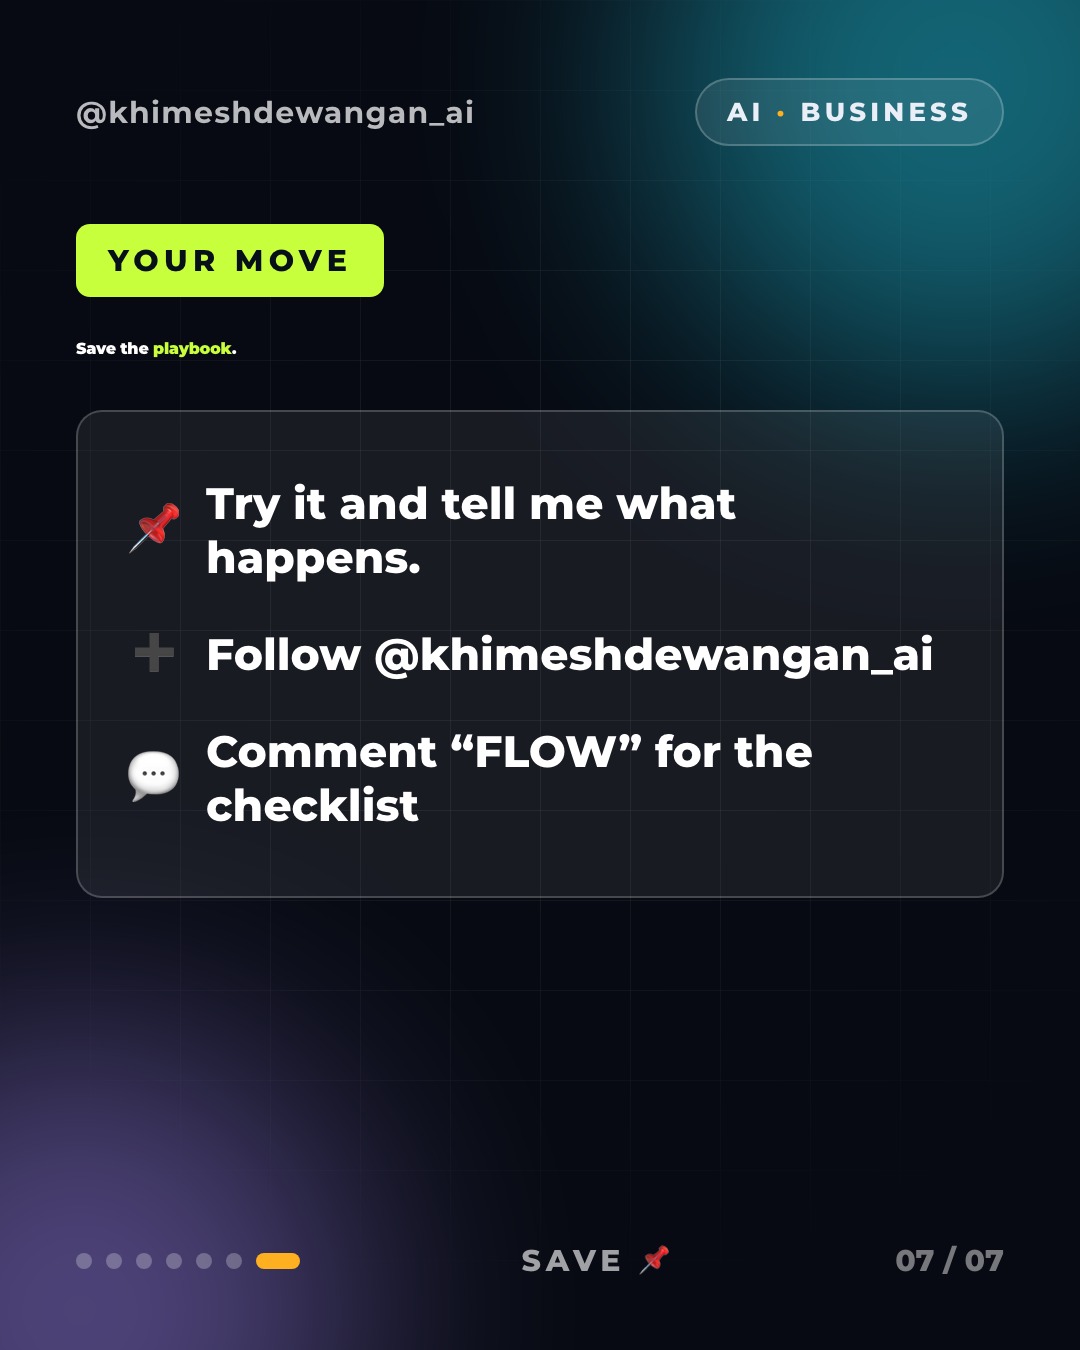 @khimeshdewangan_ai
AI · BUSINESS
YOUR MOVE
Save the playbook.
📌 Try it and tell me what
happens.
➕ Follow @khimeshdewangan_ai
💬 Comment “FLOW” for the
checklist
SAVE 📌
07 / 07